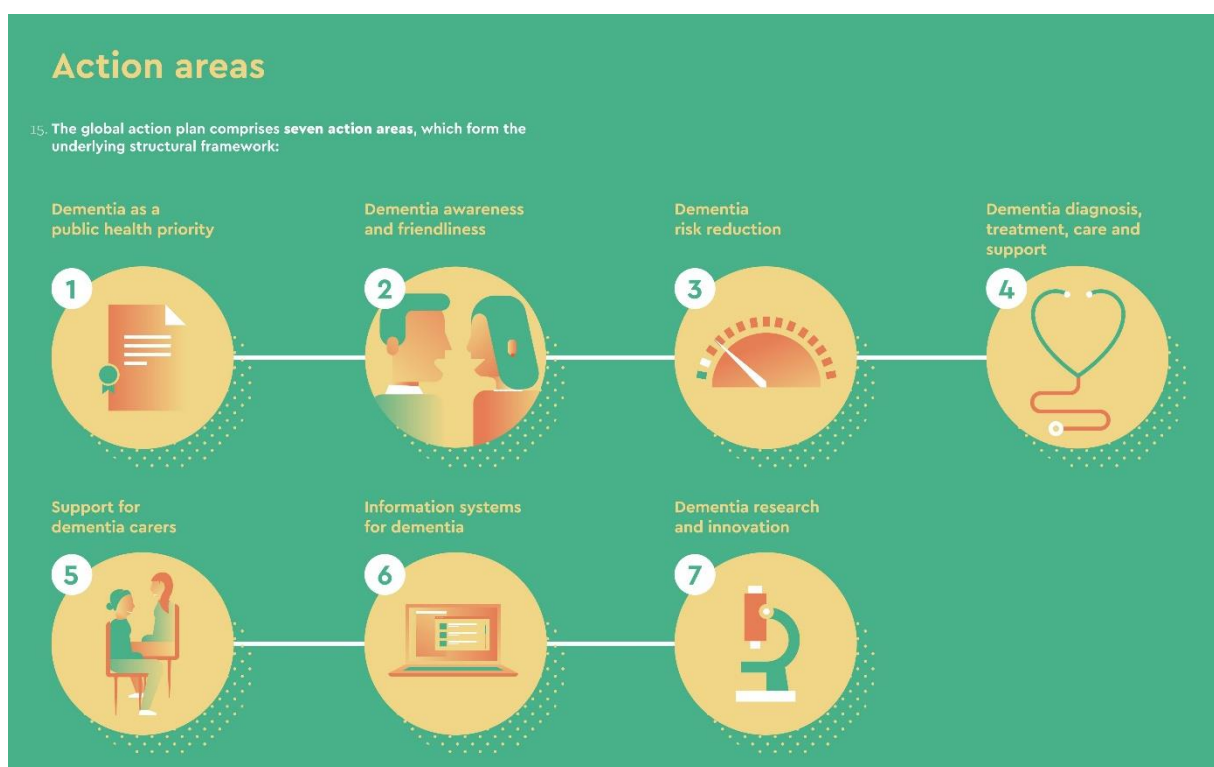 Action areas
15. The global action plan comprises seven action areas, which form the
underlying structural framework:
Dementia as a
public health priority
Dementia awareness
and friendliness
Dementia
risk reduction
Dementia diagnosis,
treatment, care and
support
1
2
3
4
Support for
dementia carers
Information systems
for dementia
Dementia research
and innovation
5
6
7